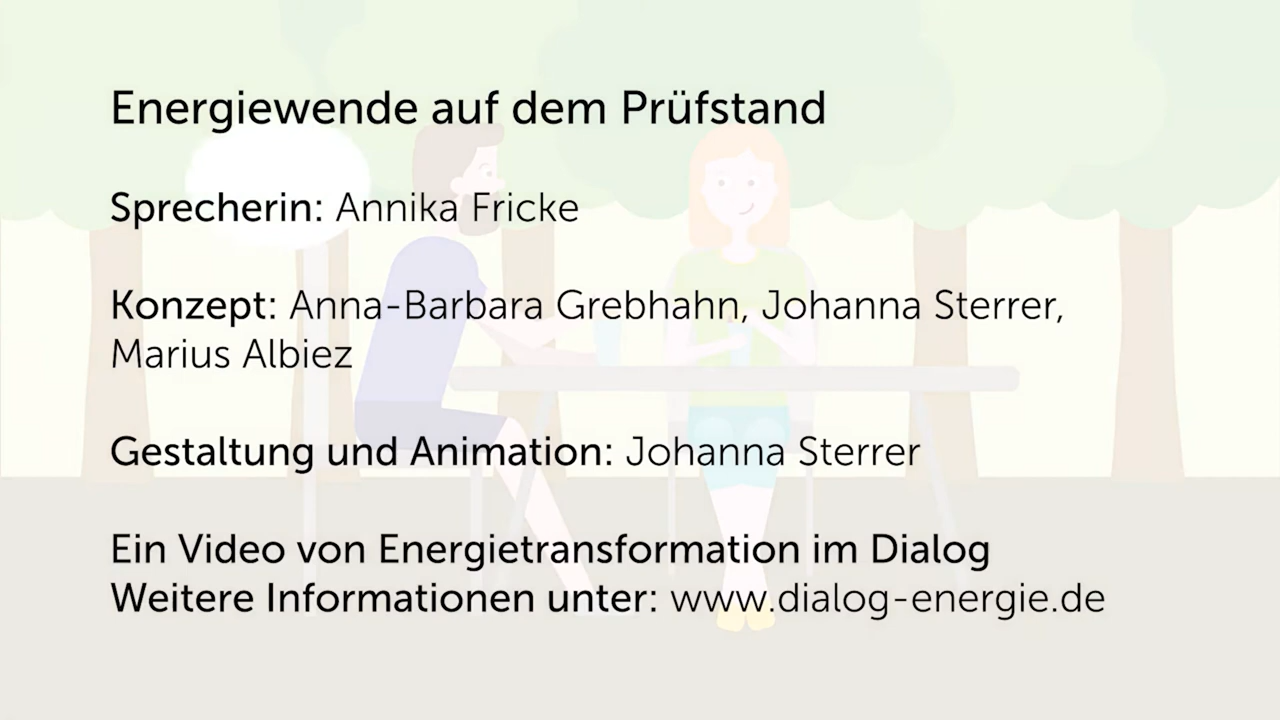 Energiewende auf dem Prüfstand
Sprecherin: Annika Fricke
Konzept: Anna-Barbara Grebhahn, Johanna Sterrer,
Marius Albiez
Gestaltung und Animation: Johanna Sterrer
Ein Video von Energietransformation im Dialog
Weitere Informationen unter: www.dialog-energie.de